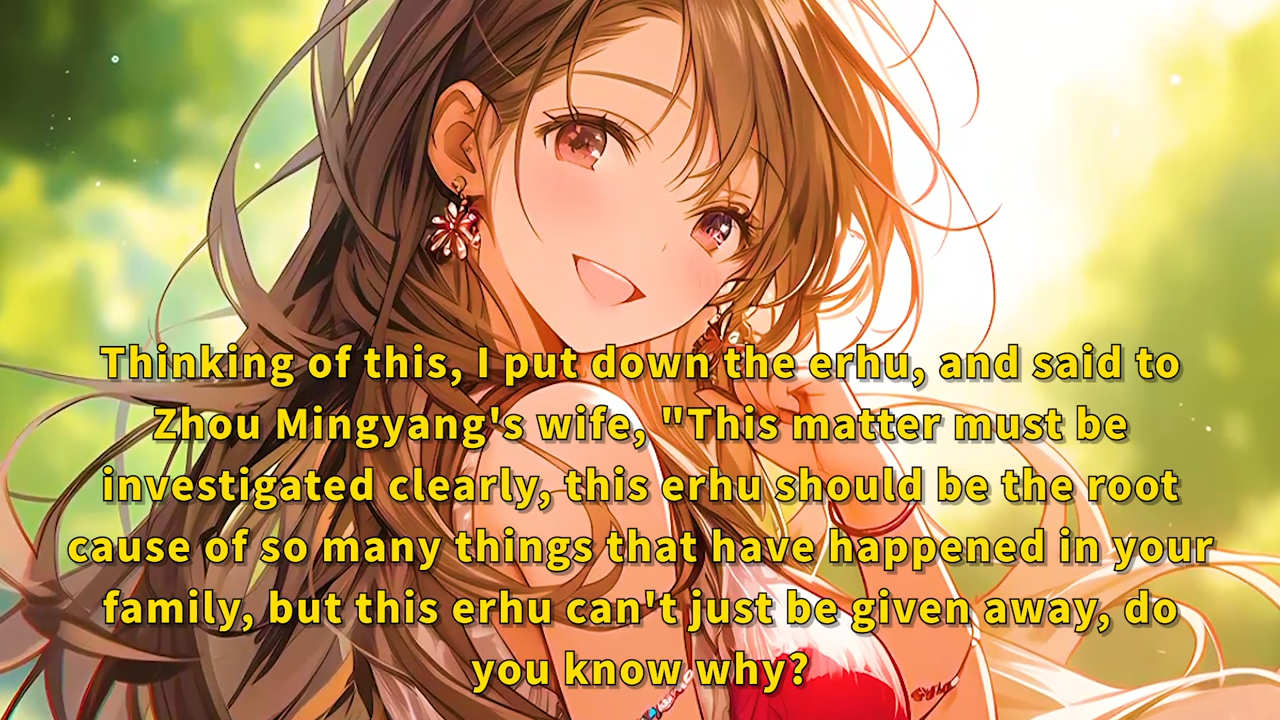 Thinking of this, I put down the erhu, and said to
Zhou Mingyang's wife, "This matter must be
investigated clearly, this erhu should be the root
cause of so many things that have happened in your
family, but this erhu can't just be given away, do
you know why?